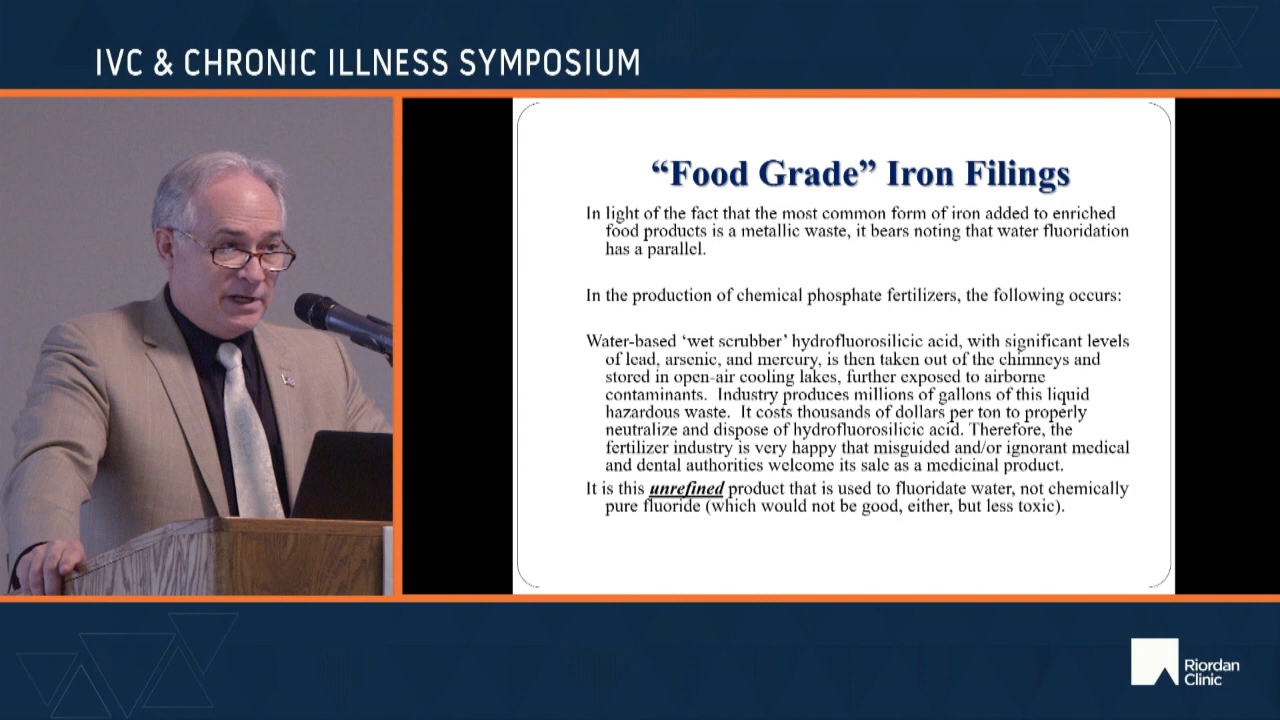 IVC & CHRONIC ILLNESS SYMPOSIUM
“Food Grade” Iron Filings
In light of the fact that the most common form of iron added to enriched
food products is a metallic waste, it bears noting that water fluoridation
has a parallel.
In the production of chemical phosphate fertilizers, the following occurs:
Water-based ‘wet scrubber’ hydrofluorosilicic acid, with significant levels
of lead, arsenic, and mercury, is then taken out of the chimneys and
stored in open-air cooling lakes, further exposed to airborne
contaminants. Industry produces millions of gallons of this liquid
hazardous waste. It costs thousands of dollars per ton to properly
neutralize and dispose of hydrofluorosilicic acid. Therefore, the
fertilizer industry is very happy that misguided and/or ignorant medical
and dental authorities welcome its sale as a medicinal product.
It is this unrefined product that is used to fluoridate water, not chemically
pure fluoride (which would not be good, either, but less toxic).
Riordan
Clinic